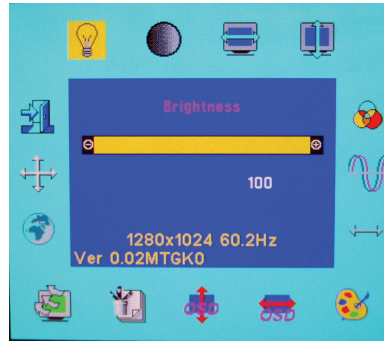 Brightness
100
1280x1024 60.2Hz
Ver 0.02MTGK0
OSD OSD